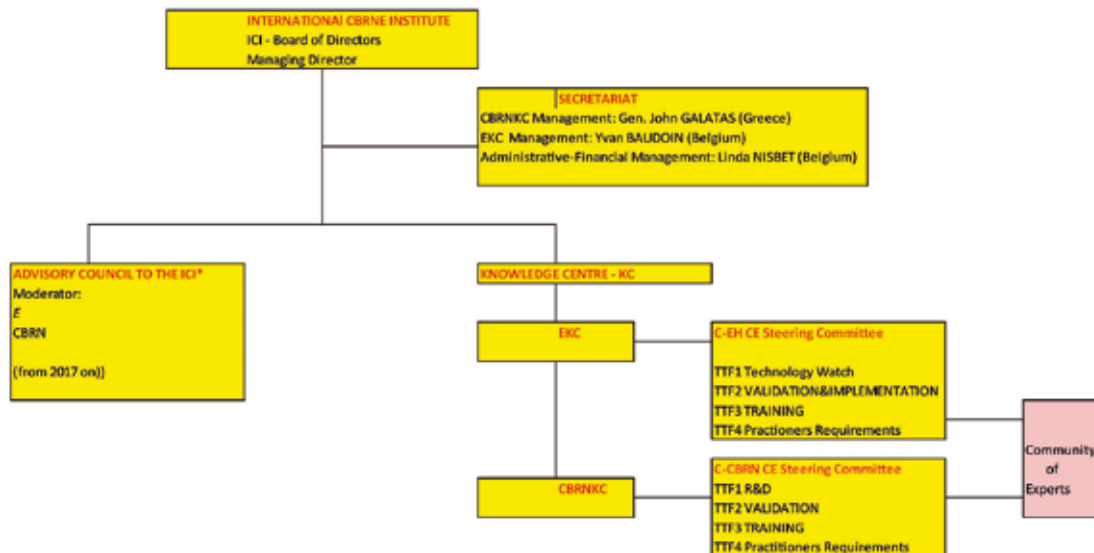 INTERNATIONAL CBRNE INSTITUTE
ICI - Board of Directors
Managing Director
SECRETARIAT
CBRNKC Management: Gen. John GALATAS (Greece)
EKC Management: Yvan BAUDOIN (Belgium)
Administrative-Financial Management: Linda NISBET (Belgium)
ADVISORY COUNCIL TO THE ICI*
Moderator:
E
CBRN
(from 2017 on))
KNOWLEDGE CENTRE - KC
EKC
C-EH CE Steering Committee
TTF1 Technology Watch
TTF2 VALIDATION&IMPLEMENTATION
TTF3 TRAINING
TTF4 Practioners Requirements
CBRNKC
C-CBRN CE Steering Committee
TTF1 R&D
TTF2 VALIDATION
TTF3 TRAINING
TTF4 Practitioners Requirements
Community
of
Experts